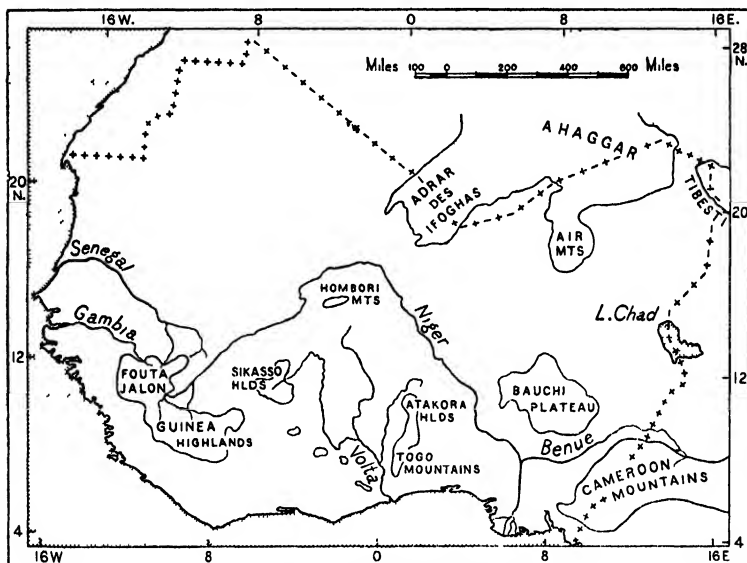 16W. 8 0 8 16E.
28
N.
Miles 100 0 200 400 600 Miles
AHAGGAR
20
N.
ADRAR
DES
IFOGHAS
TIBESTI
20
AIR
MTS
Senegal
HOMBORI
MTS
Niger
L. Chad
Gambia
12
FOUTA
JALON
SIKASSO
HLDS
BAUCHI
PLATEAU
12
ATAKORA
HLDS
GUINEA
HIGHLANDS
Volta
TOGO
MOUNTAINS
Benue
CAMEROON
MOUNTAINS
4
4
N.
16W 8 0 8 16E